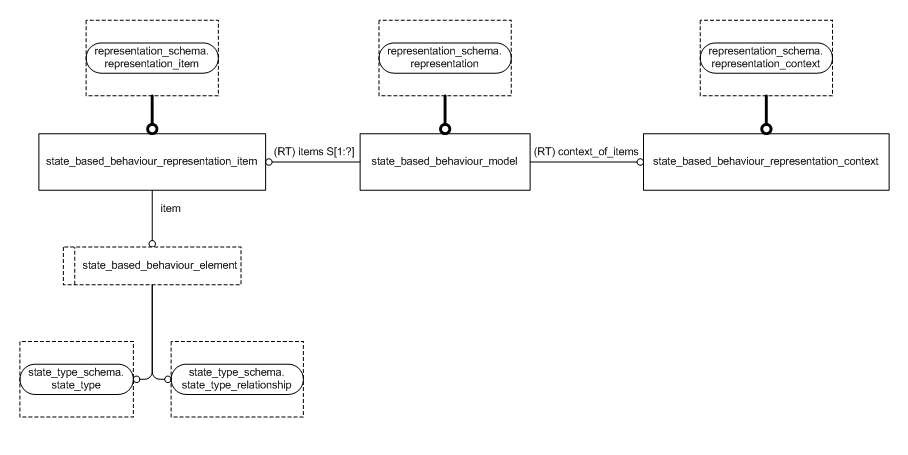 representation_schema.
representation_item
representation_schema.
representation
representation_schema.
representation_context
state_based_behaviour_representation_item
(RT) items S[1:?]
state_based_behaviour_model
(RT) context_of_items
state_based_behaviour_representation_context
item
state_based_behaviour_element
state_type_schema.
state_type
state_type_schema.
state_type_relationship